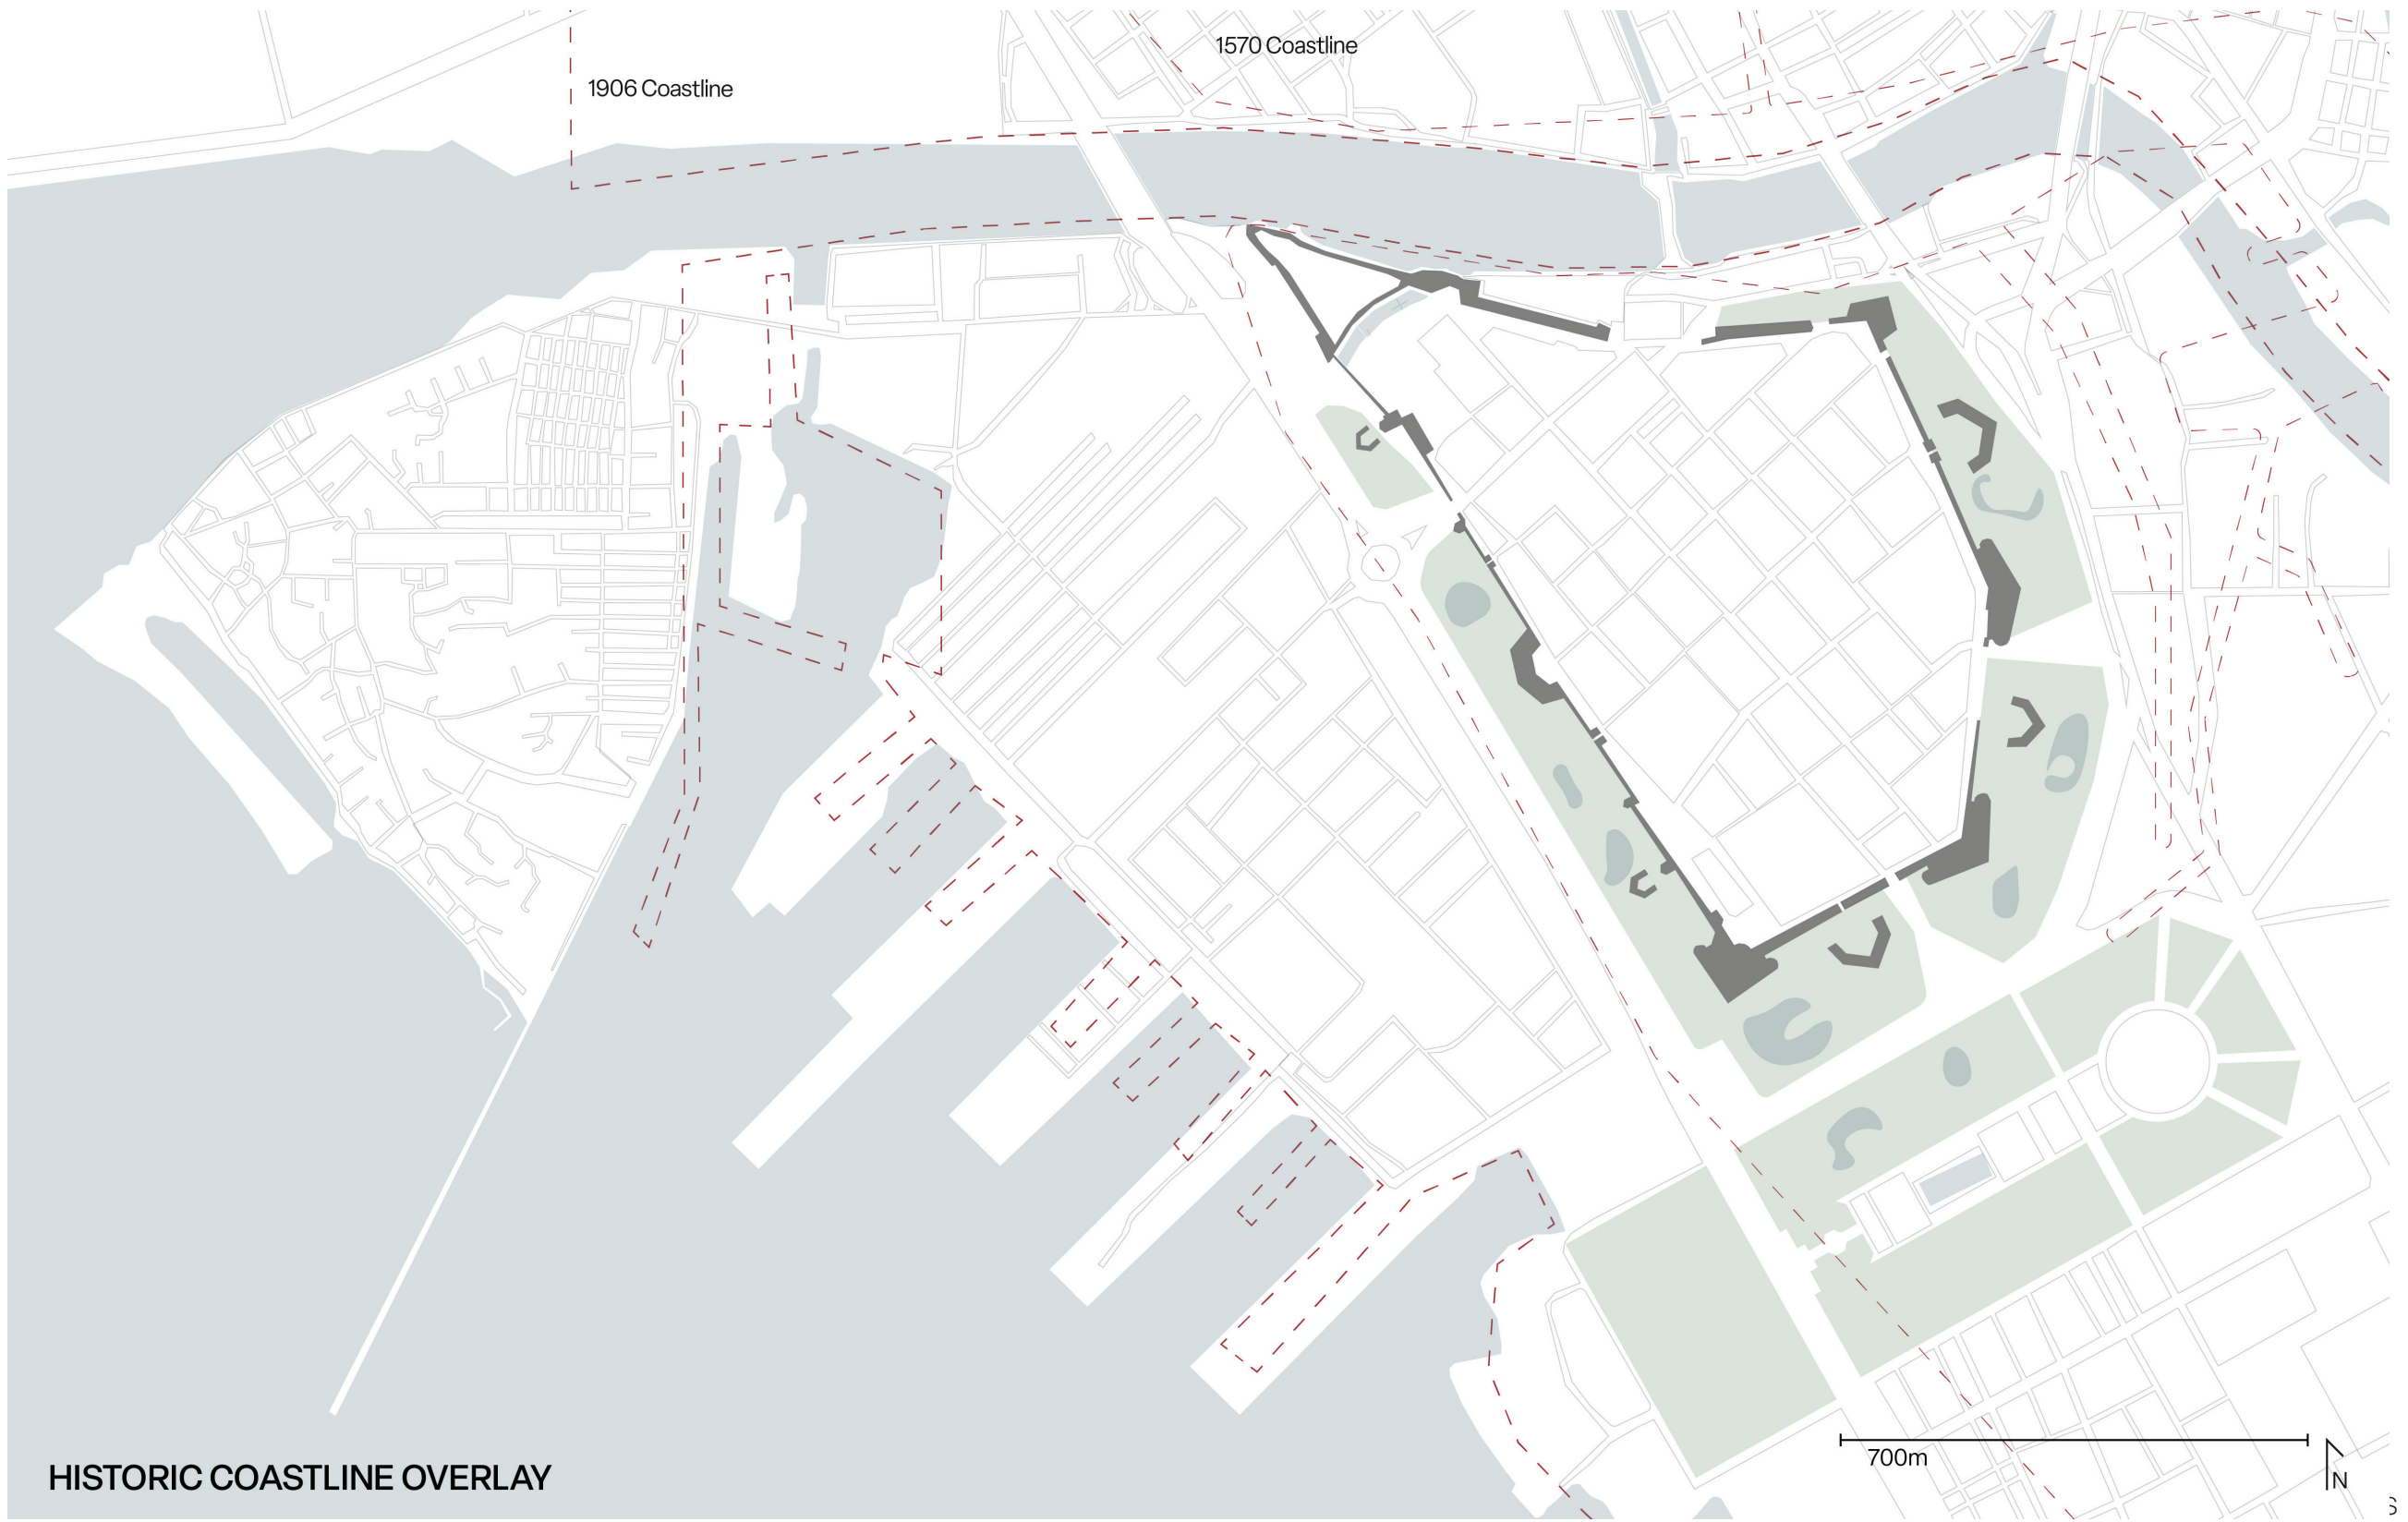 1570 Coastline
1906 Coastline
700m
N
S
HISTORIC COASTLINE OVERLAY